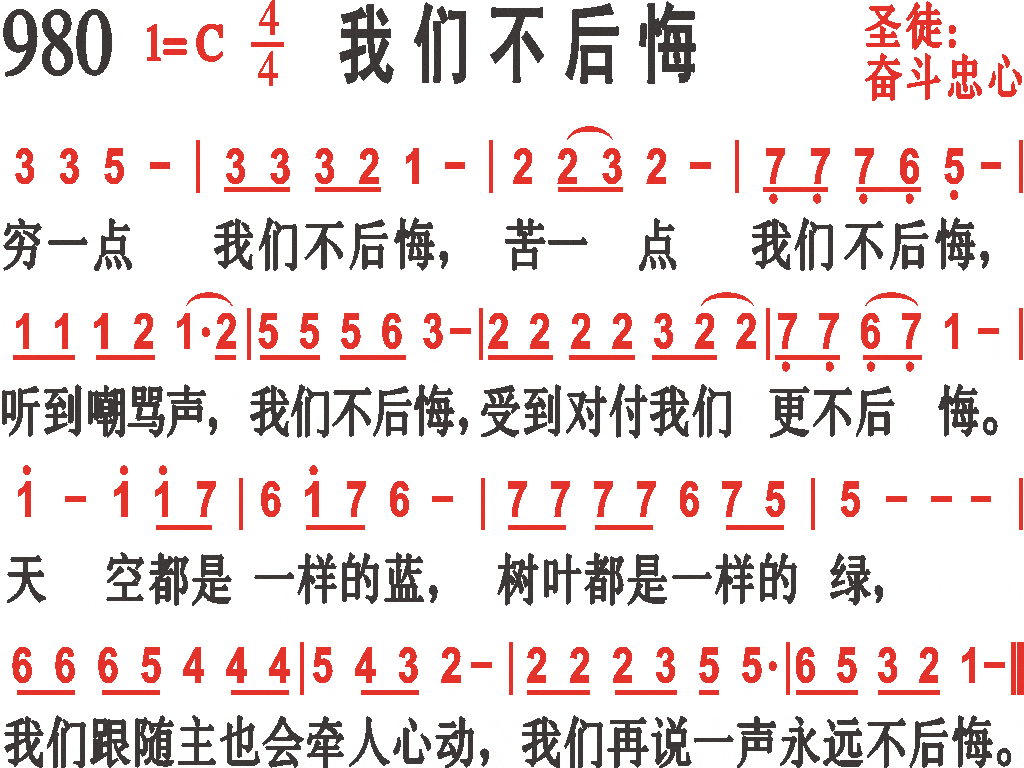 980 1=C 4/4 我们不后悔 圣徒:
奋斗忠心
3 3 5 - | 3 3 3 2 1 - | 2 2 3 2 - | 7 7 7 6 5 - |
穷一点 我们不后悔, 苦一 点 我们不后悔,
1 1 1 2 1·2 | 5 5 5 6 3 - | 2 2 2 2 3 2 2 | 7 7 6 7 1 - |
听到嘲骂声, 我们不后悔, 受到对付我们 更不后 悔。
1 - 1 1 7 | 6 1 7 6 - | 7 7 7 7 6 7 5 | 5 - - - |
天 空都是 一样的蓝, 树叶都是一样的 绿,
6 6 6 5 4 4 4 | 5 4 3 2 - | 2 2 2 3 5 5· | 6 5 3 2 1 - ‖
我们跟随主也会牵人心动, 我们再说一声永远不后悔。